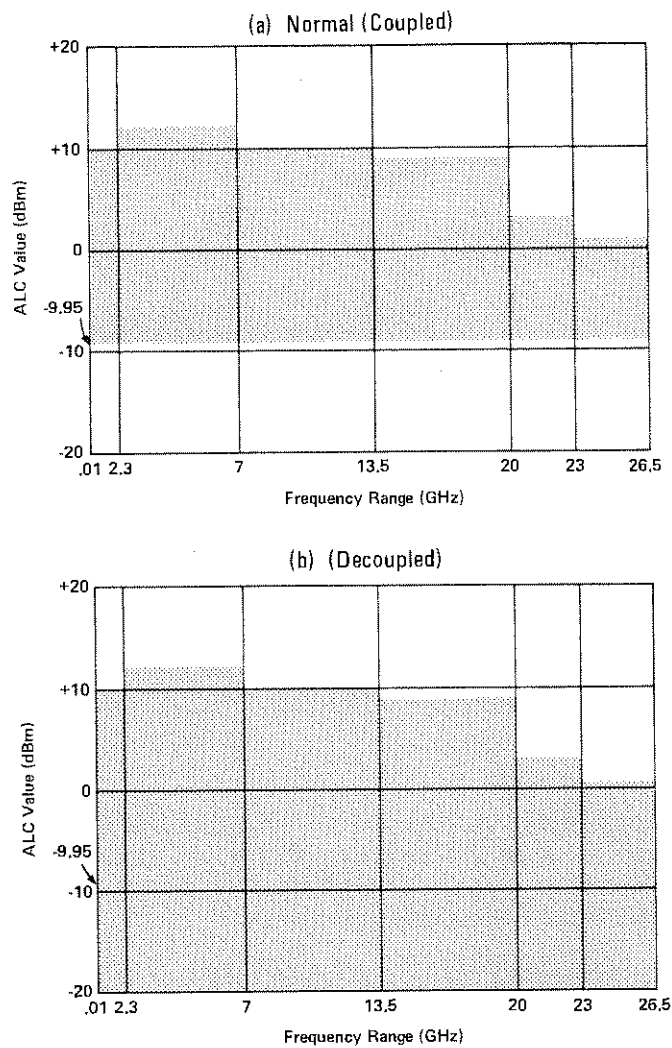 (a) Normal (Coupled)
+20
+10
0
-9.95
-10
-20
ALC Value (dBm)
.01 2.3 7 13.5 20 23 26.5
Frequency Range (GHz)
(b) (Decoupled)
+20
+10
0
-9.95
-10
-20
ALC Value (dBm)
.01 2.3 7 13.5 20 23 26.5
Frequency Range (GHz)